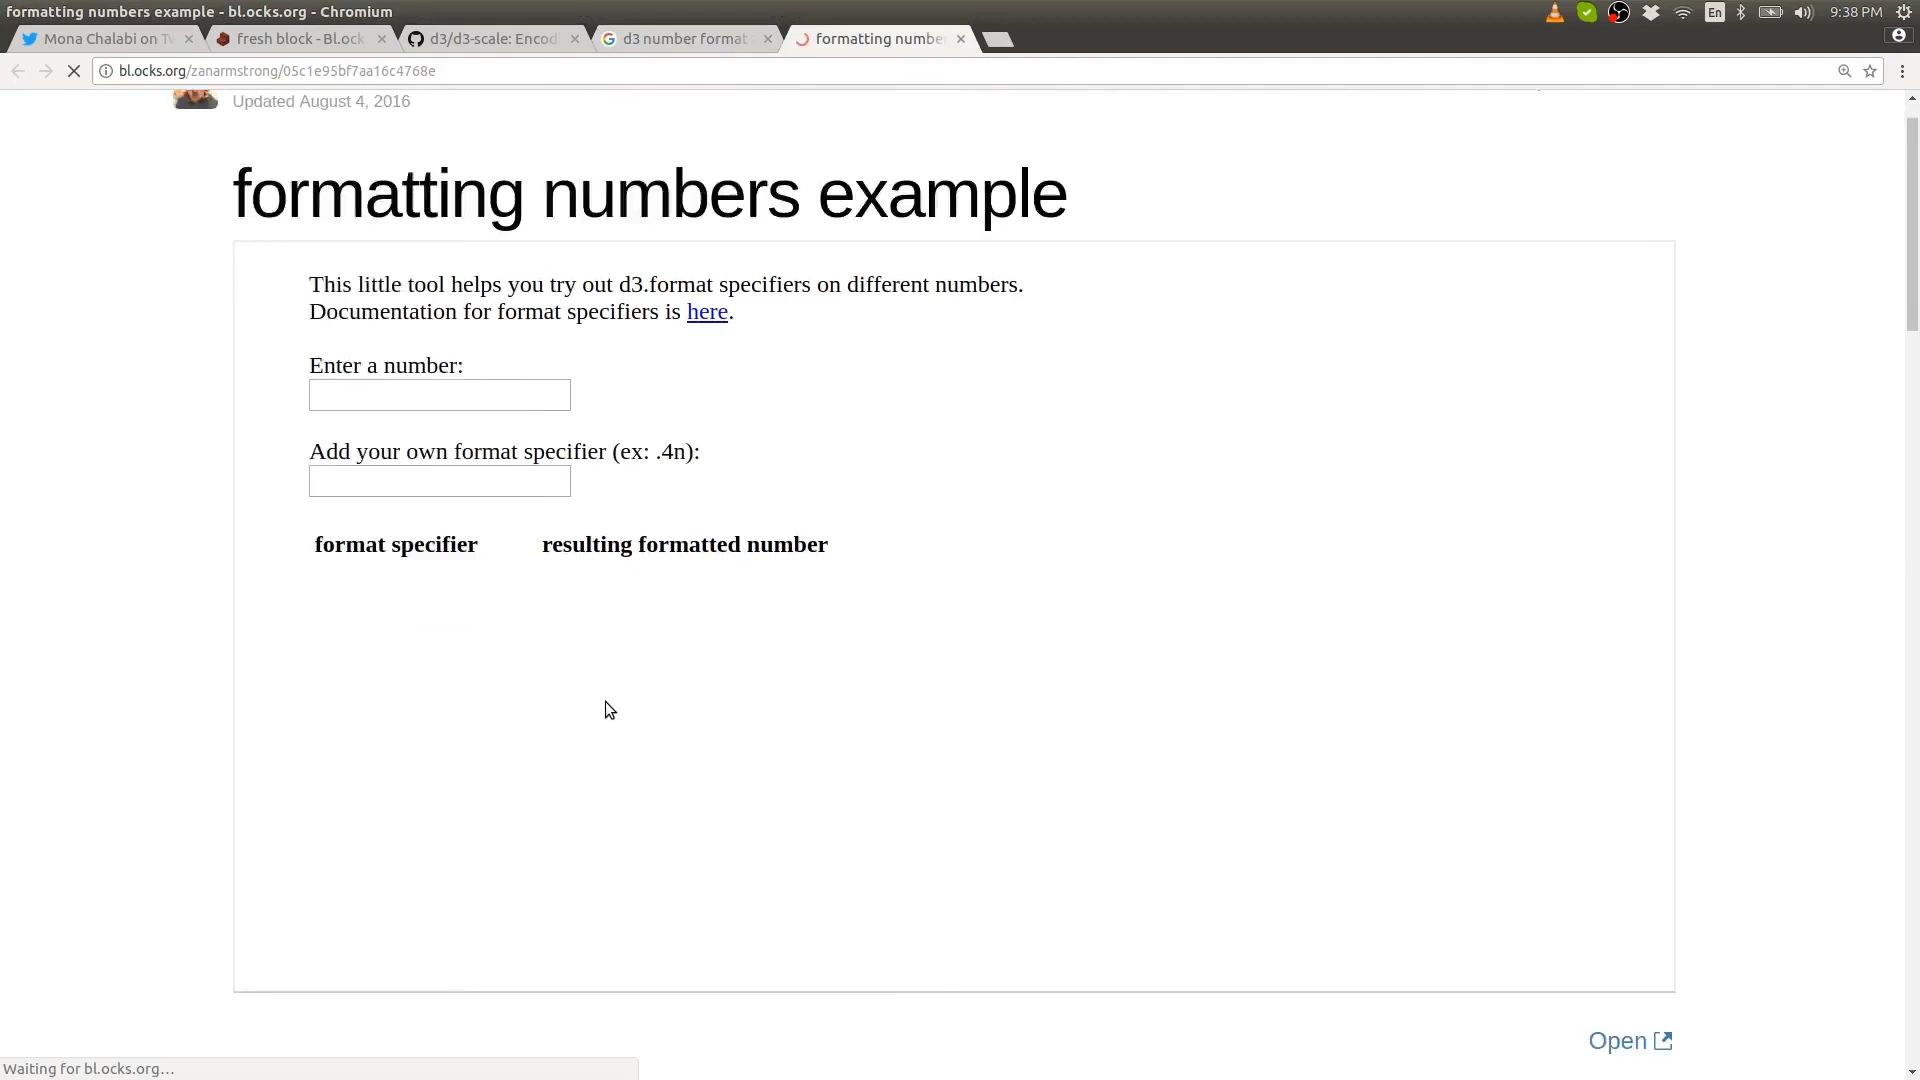 formatting numbers example - bl.ocks.org - Chromium
En
9:38 PM
Mona Chalabi on Tw
fresh block - Bl.ock
d3/d3-scale: Encod
d3 number format
formatting number
bl.ocks.org/zanarmstrong/05c1e95bf7aa16c4768e
Updated August 4, 2016
formatting numbers example
This little tool helps you try out d3.format specifiers on different numbers.
Documentation for format specifiers is here.
Enter a number:
Add your own format specifier (ex: .4n):
format specifier resulting formatted number
Open
Waiting for bl.ocks.org...